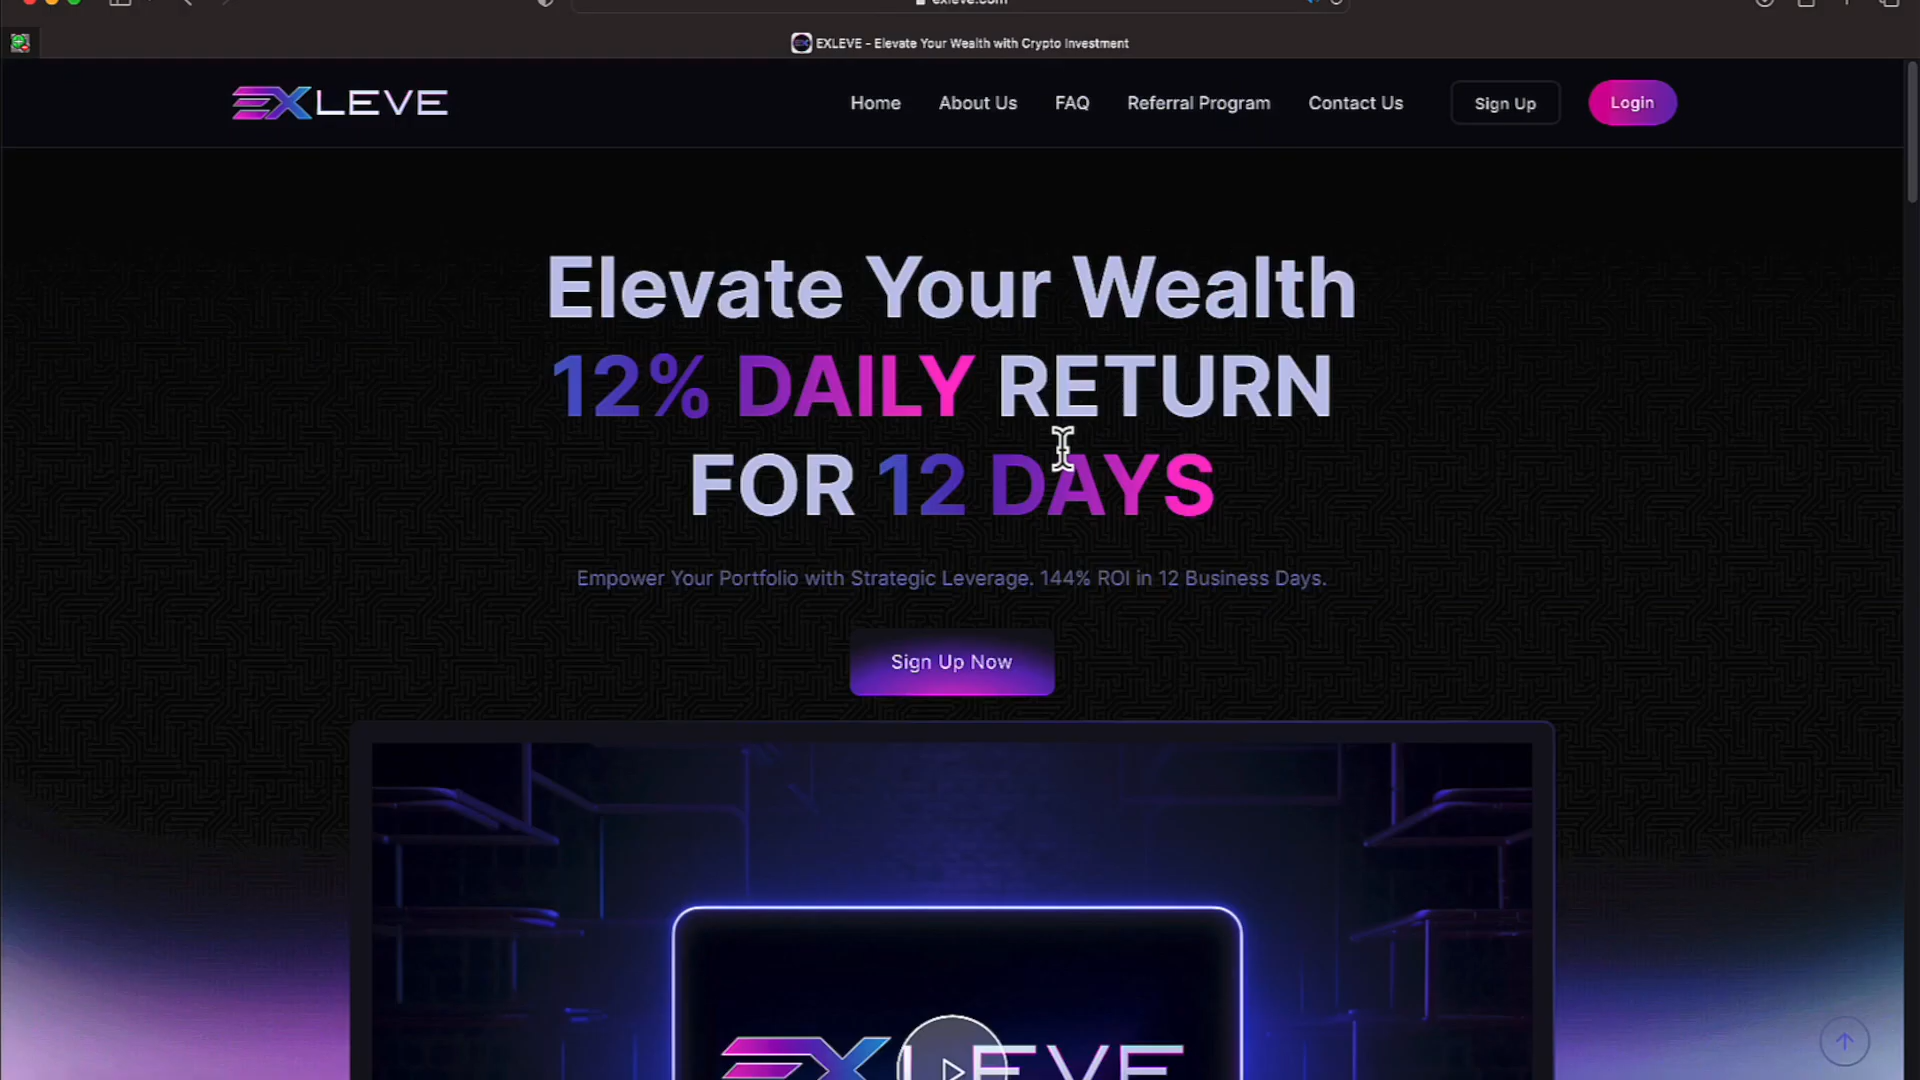 exleve.com
EXLEVE - Elevate Your Wealth with Crypto Investment
EXLEVE
Home
About Us
FAQ
Referral Program
Contact Us
Sign Up
Login
Elevate Your Wealth
12% DAILY RETURN
FOR 12 DAYS
Empower Your Portfolio with Strategic Leverage. 144% ROI in 12 Business Days.
Sign Up Now
EXLEVE